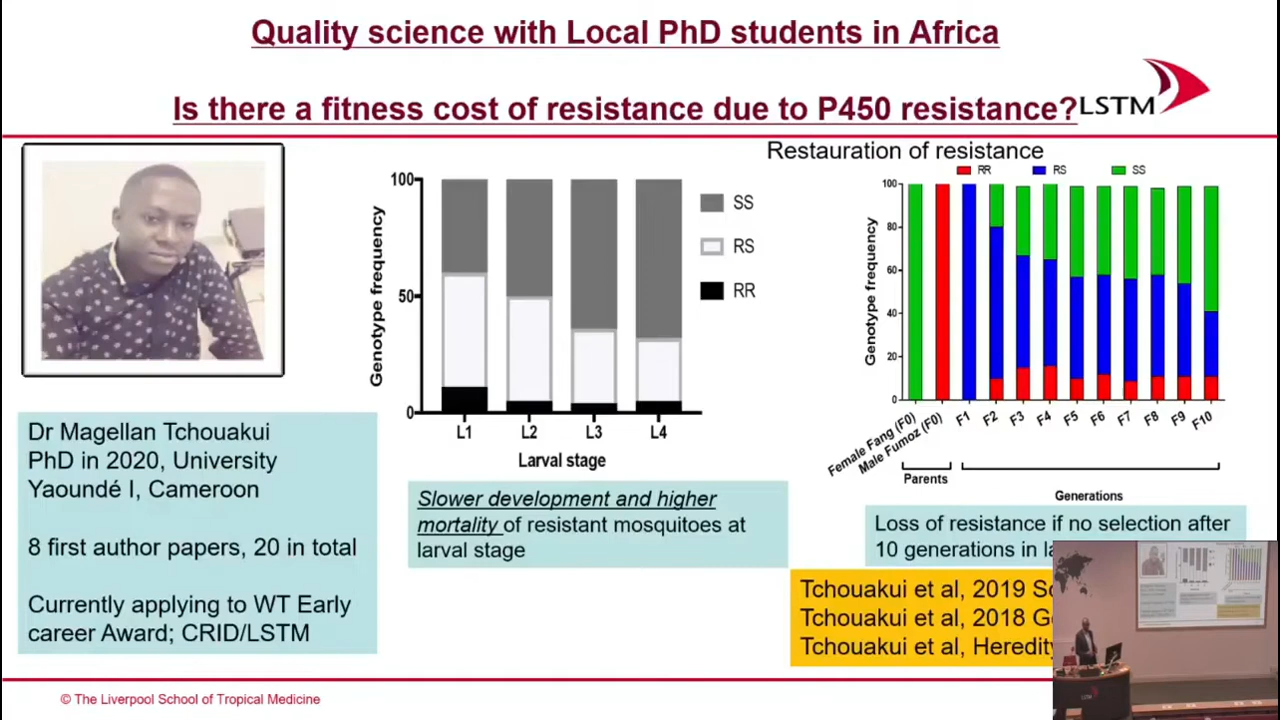 Quality science with Local PhD students in Africa
Is there a fitness cost of resistance due to P450 resistance?
LSTM
Dr Magellan Tchouakui
PhD in 2020, University
Yaoundé I, Cameroon
8 first author papers, 20 in total
Currently applying to WT Early
career Award; CRID/LSTM
Genotype frequency
100
50
0
L1 L2 L3 L4
Larval stage
SS
RS
RR
Slower development and higher
mortality of resistant mosquitoes at
larval stage
Restauration of resistance
RR RS SS
Genotype frequency
100
80
60
40
20
0
Female Fang (F0)
Male Fumoz (F0)
F1 F2 F3 F4 F5 F6 F7 F8 F9 F10
Parents
Generations
Loss of resistance if no selection after
10 generations in
Tchouakui et al, 2019
Tchouakui et al, 2018
Tchouakui et al, Heredity
LSTM
© The Liverpool School of Tropical Medicine